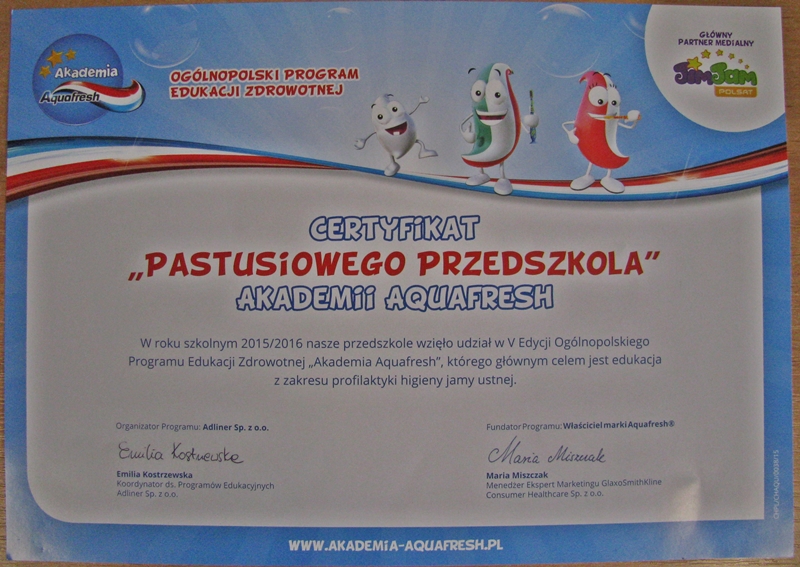 Akademia
Aquafresh
OGÓLNOPOLSKI PROGRAM
EDUKACJI ZDROWOTNEJ
GŁÓWNY
PARTNER MEDIALNY
JimJam
POLSAT
CERTYFIKAT
„PASTUSIOWEGO PRZEDSZKOLA”
AKADEMII AQUAFRESH
W roku szkolnym 2015/2016 nasze przedszkole wzięło udział w V Edycji Ogólnopolskiego
Programu Edukacji Zdrowotnej „Akademia Aquafresh”, którego głównym celem jest edukacja
z zakresu profilaktyki higieny jamy ustnej.
Organizator Programu: Adliner Sp. z o.o.
Emilia Kostrzewska
Emilia Kostrzewska
Koordynator ds. Programów Edukacyjnych
Adliner Sp. z o.o.
Fundator Programu: Właściciel marki Aquafresh®
Maria Miszczak
Maria Miszczak
Menedżer Ekspert Marketingu GlaxoSmithKline
Consumer Healthcare Sp. z o.o.
WWW.AKADEMIA-AQUAFRESH.PL